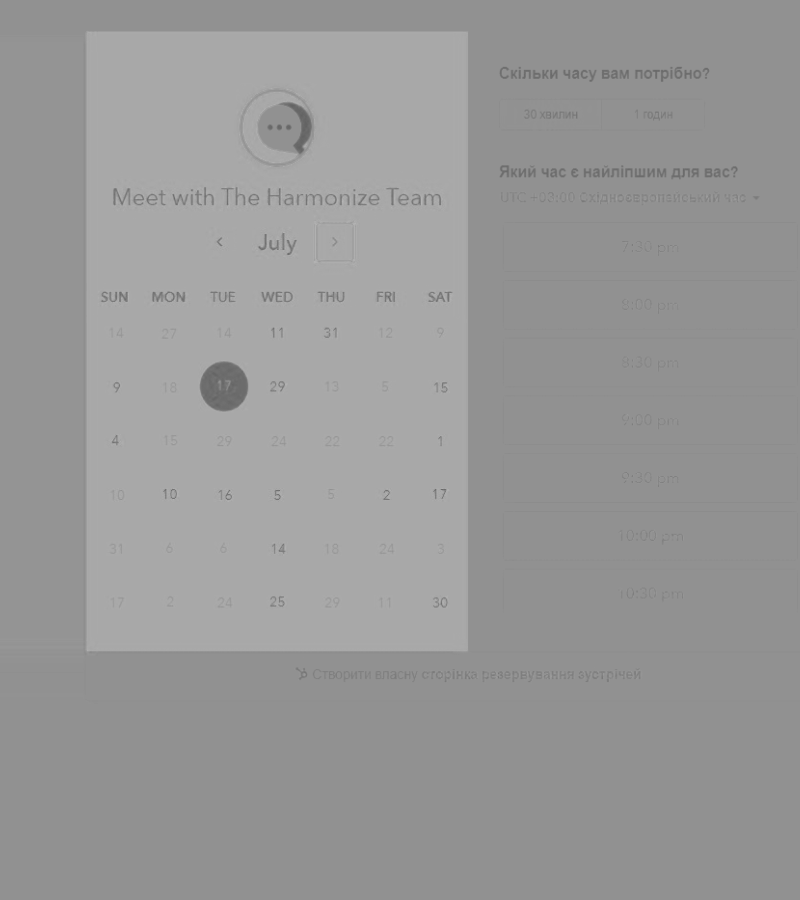 Meet with The Harmonize Team
July
SUN MON TUE WED THU FRI SAT
14 27 14 11 31 12 9
9 18 17 29 13 5 15
4 15 29 24 22 22 1
10 10 16 5 5 2 17
31 6 6 14 18 24 3
17 2 24 25 29 11 30
Скільки часу вам потрібно?
30 хвилин 1 годин
Який час є найліпшим для вас?
UTC +03:00 Східноєвропейський час
7:30 pm
8:00 pm
8:30 pm
9:00 pm
9:30 pm
10:00 pm
10:30 pm
Створити власну сторінка резервування зустрічей